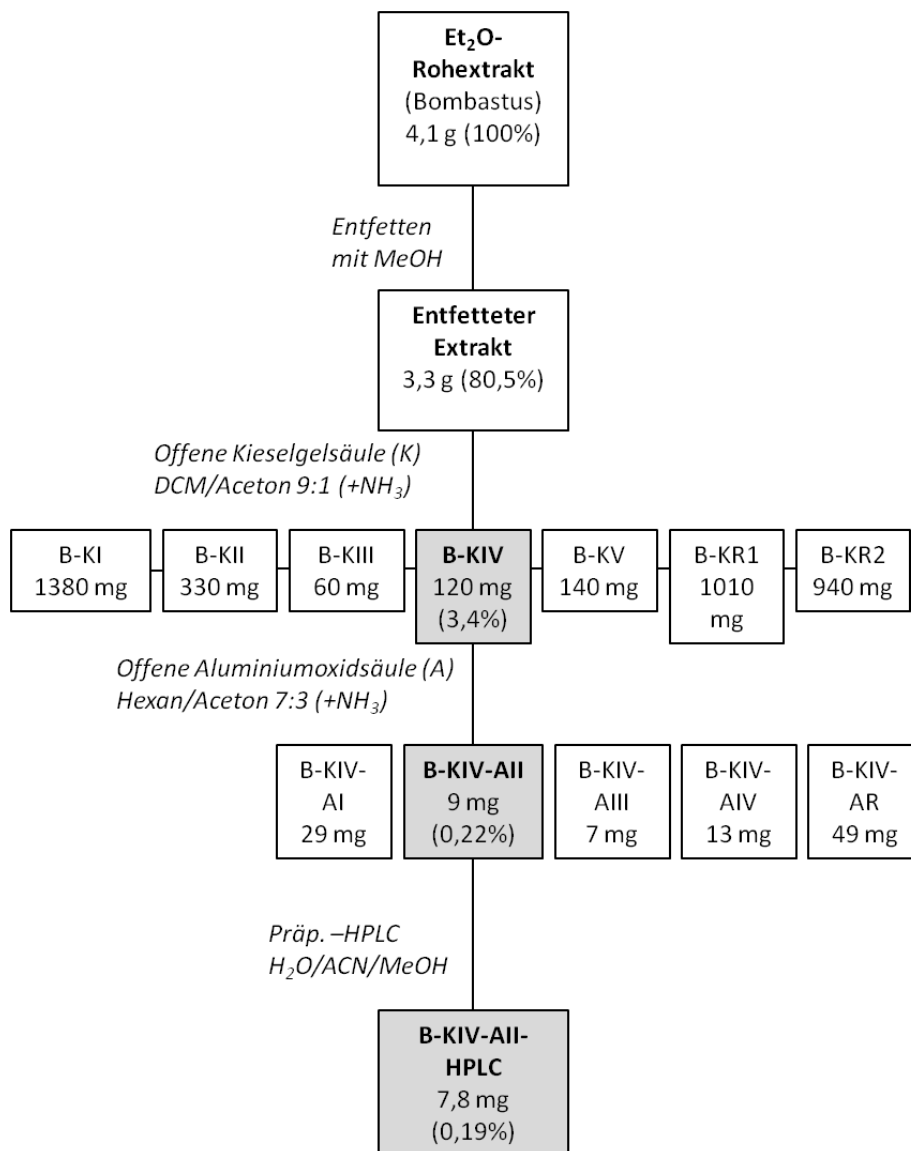 Et₂O-
Rohextrakt
(Bombastus)
4,1 g (100%)
Entfetten
mit MeOH
Entfetteter
Extrakt
3,3 g (80,5%)
Offene Kieselgelsäule (K)
DCM/Aceton 9:1 (+NH₃)
B-KI
1380 mg
B-KII
330 mg
B-KIII
60 mg
B-KIV
120 mg
(3,4%)
B-KV
140 mg
B-KR1
1010
mg
B-KR2
940 mg
Offene Aluminiumoxidsäule (A)
Hexan/Aceton 7:3 (+NH₃)
B-KIV-
AI
29 mg
B-KIV-AII
9 mg
(0,22%)
B-KIV-
AIII
7 mg
B-KIV-
AIV
13 mg
B-KIV-
AR
49 mg
Präp. –HPLC
H₂O/ACN/MeOH
B-KIV-AII-
HPLC
7,8 mg
(0,19%)